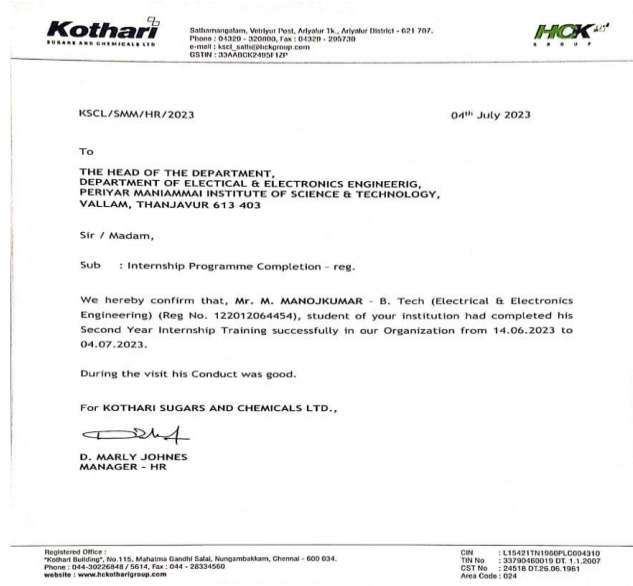 Kothari
SUGARS AND CHEMICALS LTD
Sathamangalam, Vetriyur Post, Ariyalur Tk., Ariyalur District - 621 707.
Phone : 04329 - 320800, Fax : 04329 - 205730
e-mail : kscl_sathi@hckgroup.com
GSTIN : 33AABCK2495F1ZP
HCK
GROUP
KSCL/SMM/HR/2023
04th July 2023
To
THE HEAD OF THE DEPARTMENT,
DEPARTMENT OF ELECTICAL & ELECTRONICS ENGINEERIG,
PERIYAR MANIAMMAI INSTITUTE OF SCIENCE & TECHNOLOGY,
VALLAM, THANJAVUR 613 403
Sir / Madam,
Sub : Internship Programme Completion - reg.
We hereby confirm that, Mr. M. MANOJKUMAR - B. Tech (Electrical & Electronics
Engineering) (Reg No. 122012064454), student of your institution had completed his
Second Year Internship Training successfully in our Organization from 14.06.2023 to
04.07.2023.
During the visit his Conduct was good.
For KOTHARI SUGARS AND CHEMICALS LTD.,
D. MARLY JOHNES
MANAGER - HR
Registered Office :
"Kothari Building", No.115, Mahatma Gandhi Salai, Nungambakkam, Chennai - 600 034.
Phone : 044-30226848 / 5614, Fax : 044 - 28334560
website : www.hckotharigroup.com
CIN : L15421TN1960PLC004310
TIN No : 33790460019 DT. 1.1.2007
CST No : 24518 DT.26.06.1961
Area Code : 024